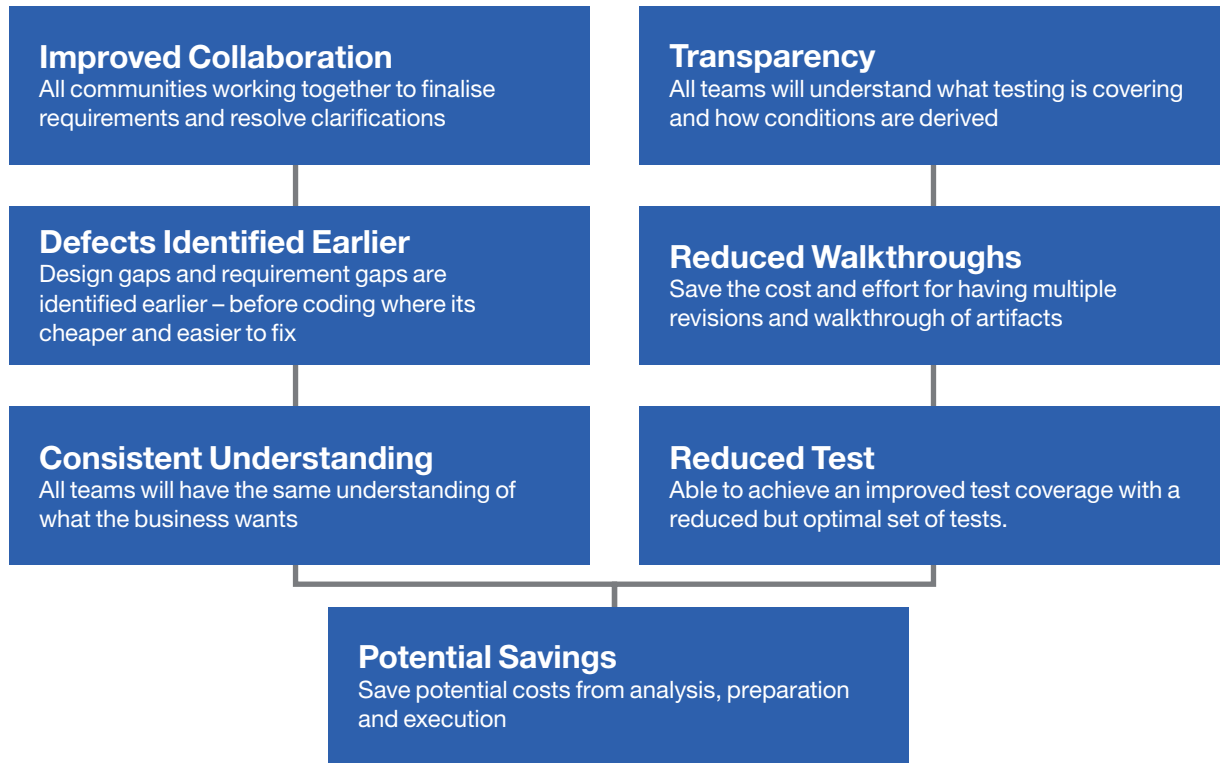 Improved Collaboration
All communities working together to finalise
requirements and resolve clarifications
Defects Identified Earlier
Design gaps and requirement gaps are
identified earlier – before coding where its
cheaper and easier to fix
Consistent Understanding
All teams will have the same understanding of
what the business wants
Transparency
All teams will understand what testing is covering
and how conditions are derived
Reduced Walkthroughs
Save the cost and effort for having multiple
revisions and walkthrough of artifacts
Reduced Test
Able to achieve an improved test coverage with a
reduced but optimal set of tests.
Potential Savings
Save potential costs from analysis, preparation
and execution